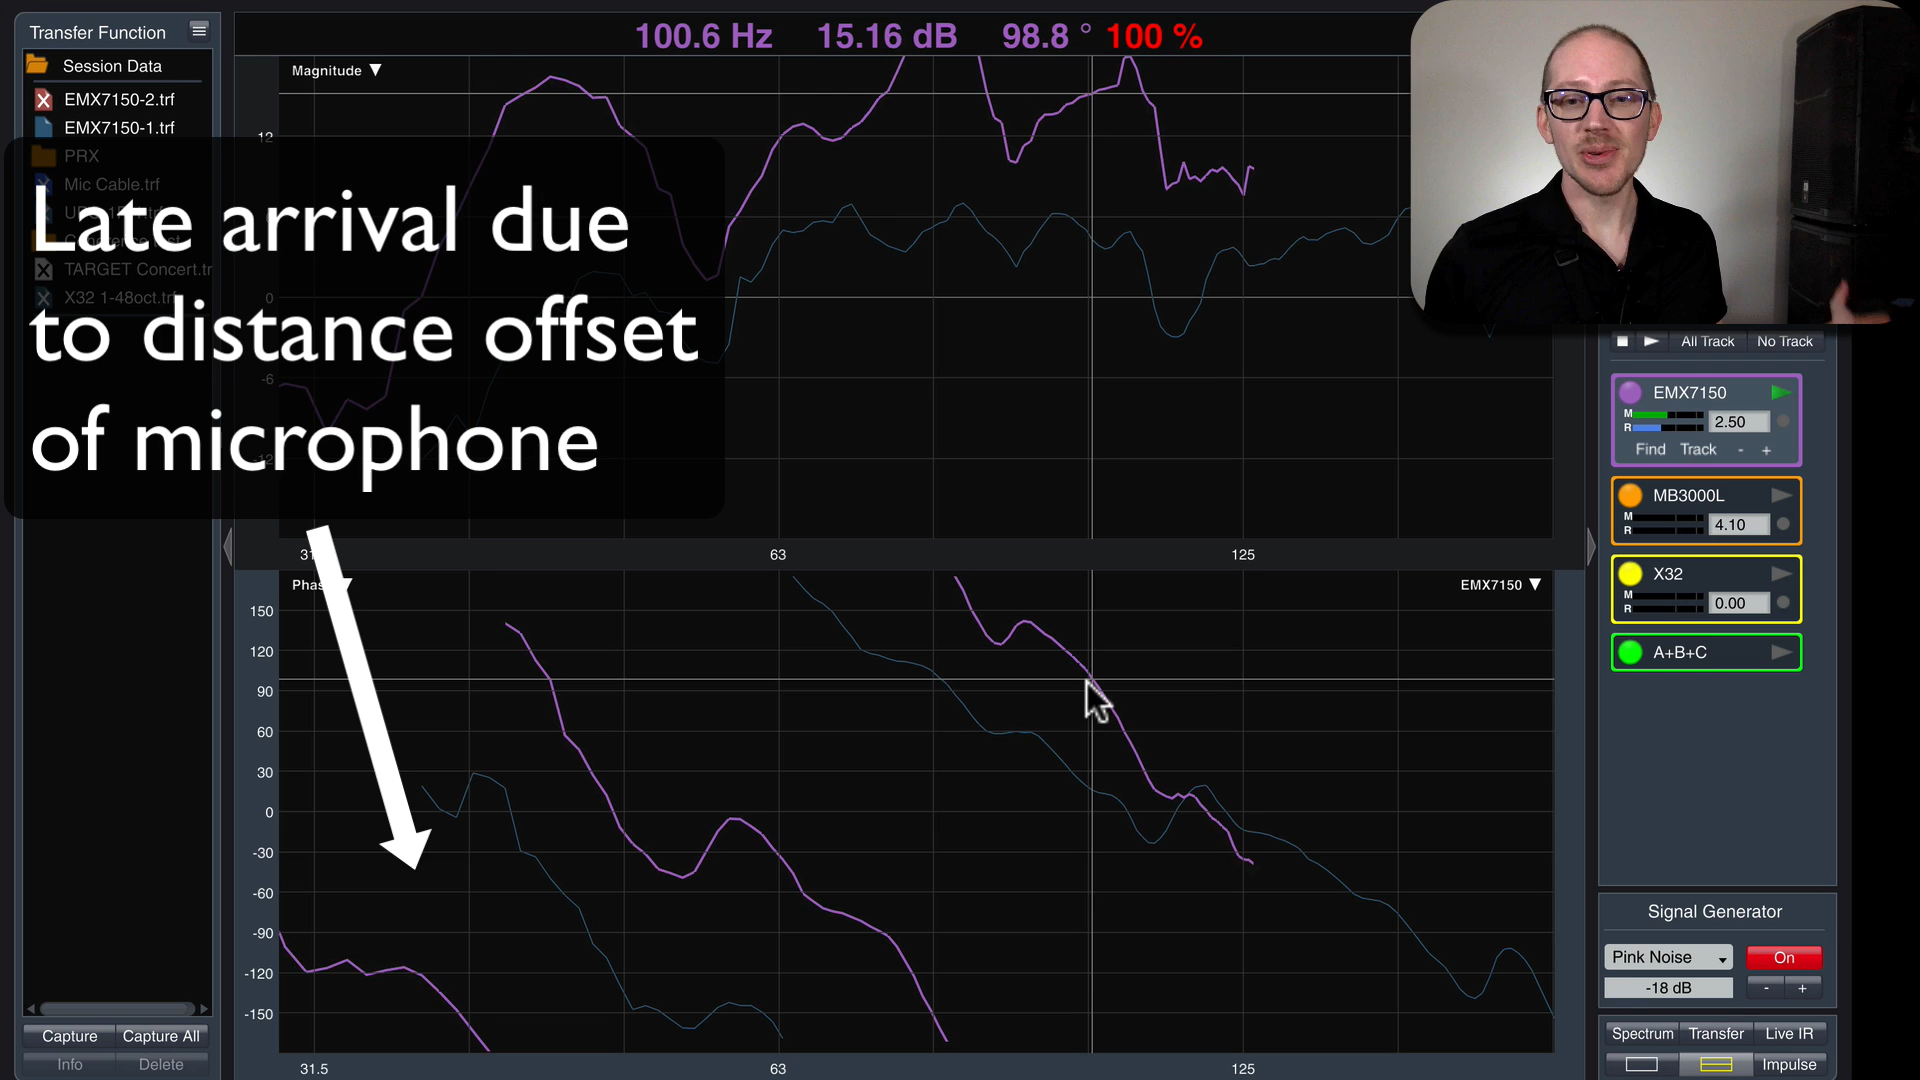 Transfer Function
Session Data
EMX7150-2.trf
EMX7150-1.trf
PRX
Mic Cable.trf
TARGET Concert.tr
X32 1-48oct.trf
Late arrival due
to distance offset
of microphone
Capture
Capture All
Info
Delete
100.6 Hz 15.16 dB 98.8 ° 100 %
Magnitude ▼
12
0
-6
-12
63
125
EMX7150 ▼
150
120
90
60
30
0
-30
-60
-90
-120
-150
31.5
63
125
All Track
No Track
EMX7150
M
R
2.50
Find
Track
-
+
MB3000L
M
R
4.10
X32
M
R
0.00
A+B+C
Signal Generator
Pink Noise
On
-18 dB
-
+
Spectrum
Transfer
Live IR
Impulse